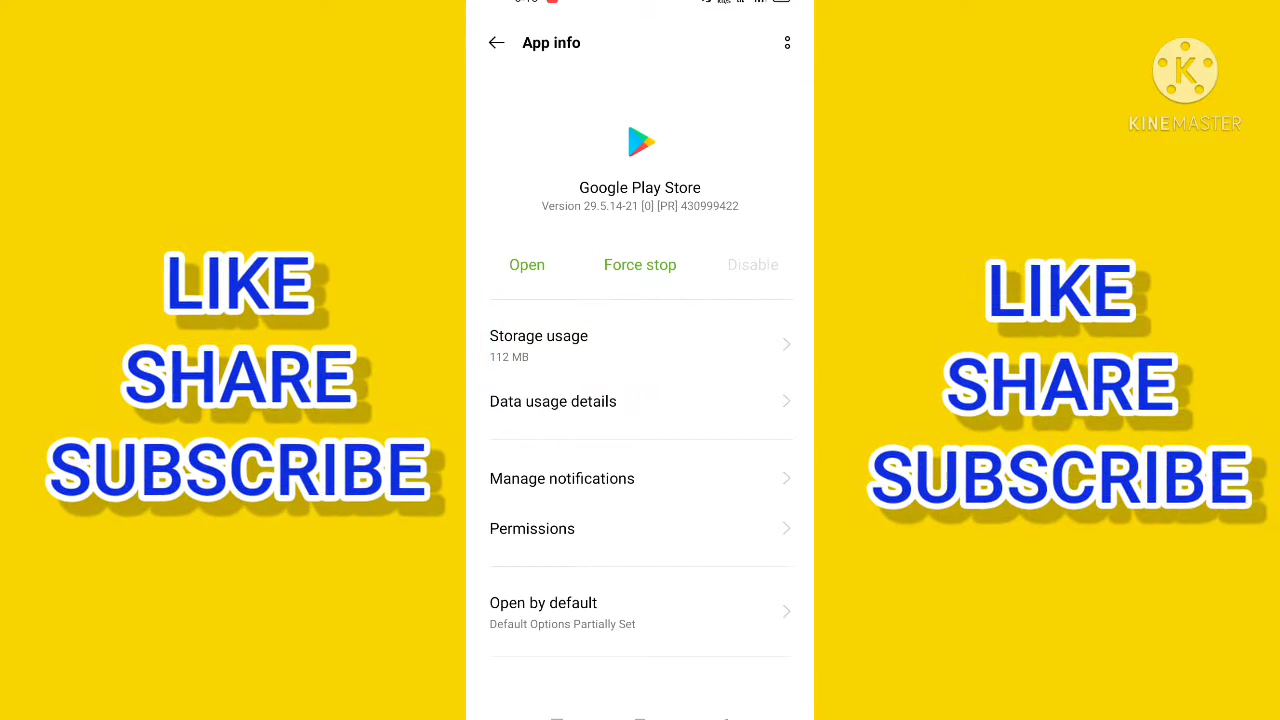 App info
Google Play Store
Version 29.5.14-21 [0] [PR] 430999422
Open
Force stop
Disable
Storage usage
112 MB
Data usage details
Manage notifications
Permissions
Open by default
Default Options Partially Set
LIKE
SHARE
SUBSCRIBE
LIKE
SHARE
SUBSCRIBE
K
KINEMASTER